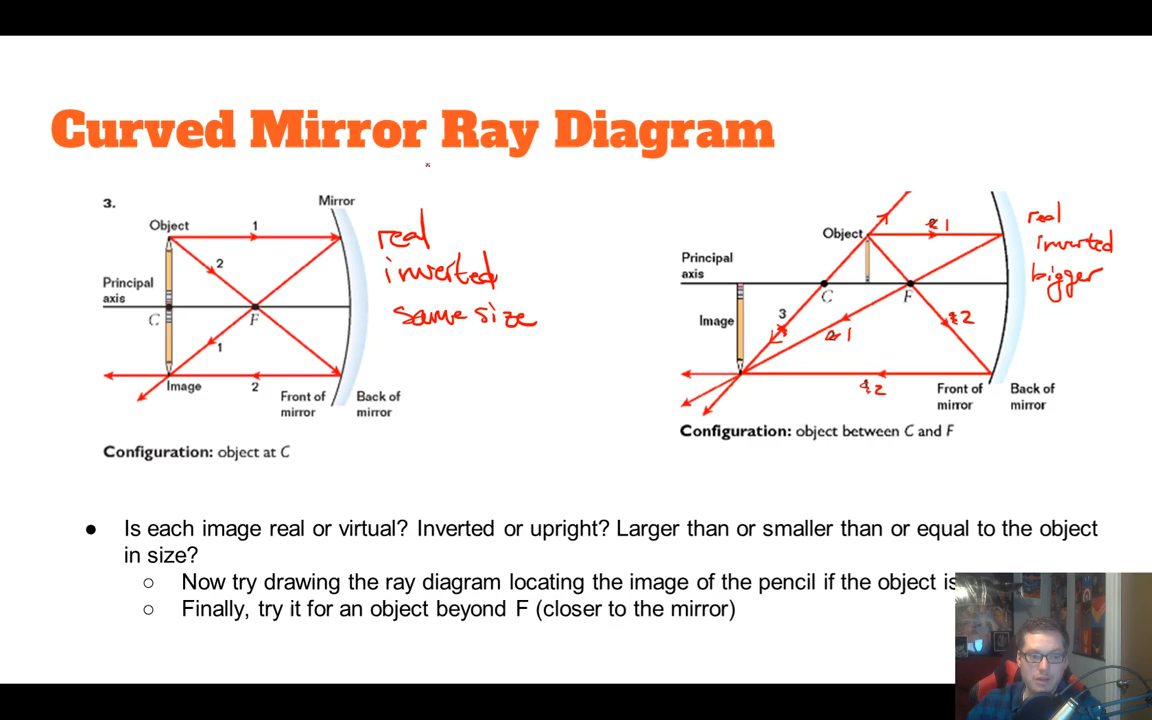 Curved Mirror Ray Diagram
3.
Mirror
Object
1
2
Principal
axis
C
F
1
Image
2
Front of
mirror
Back of
mirror
real
inverted
same size
Configuration: object at C
Object
1
Principal
axis
C
F
Image
3
1
2
2
Front of
mirror
Back of
mirror
real
inverted
bigger
Configuration: object between C and F
● Is each image real or virtual? Inverted or upright? Larger than or smaller than or equal to the object
in size?
○ Now try drawing the ray diagram locating the image of the pencil if the object is
○ Finally, try it for an object beyond F (closer to the mirror)